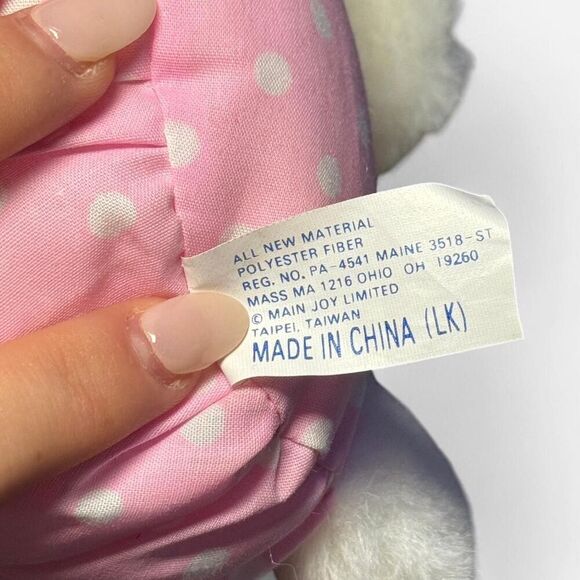 ALL NEW MATERIAL
POLYESTER FIBER
REG. NO. PA-4541 MAINE 3518-ST
MASS MA 1216 OHIO OH 19260
© MAIN JOY LIMITED
TAIPEI, TAIWAN
MADE IN CHINA (LK)